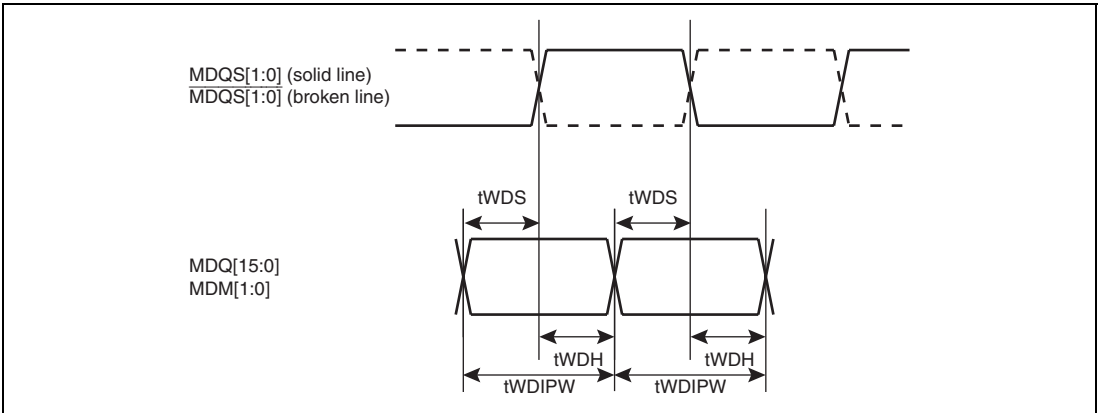 MDQS[1:0] (solid line)
MDQS[1:0] (broken line)
tWDS
tWDS
MDQ[15:0]
MDM[1:0]
tWDH
tWDH
tWDIPW
tWDIPW